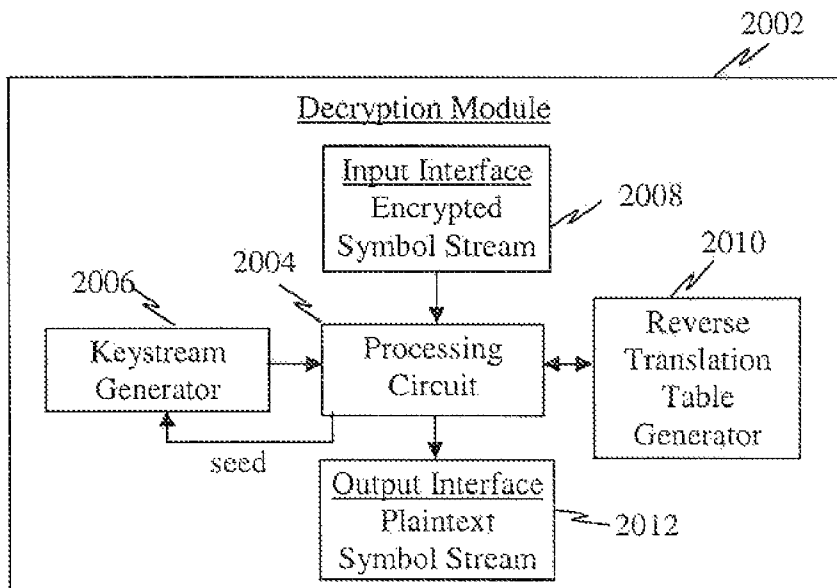 2002
Decryption Module
Input Interface
Encrypted
Symbol Stream
2008
2004
2010
2006
Keystream
Generator
Processing
Circuit
Reverse
Translation
Table
Generator
seed
Output Interface
Plaintext
Symbol Stream
2012